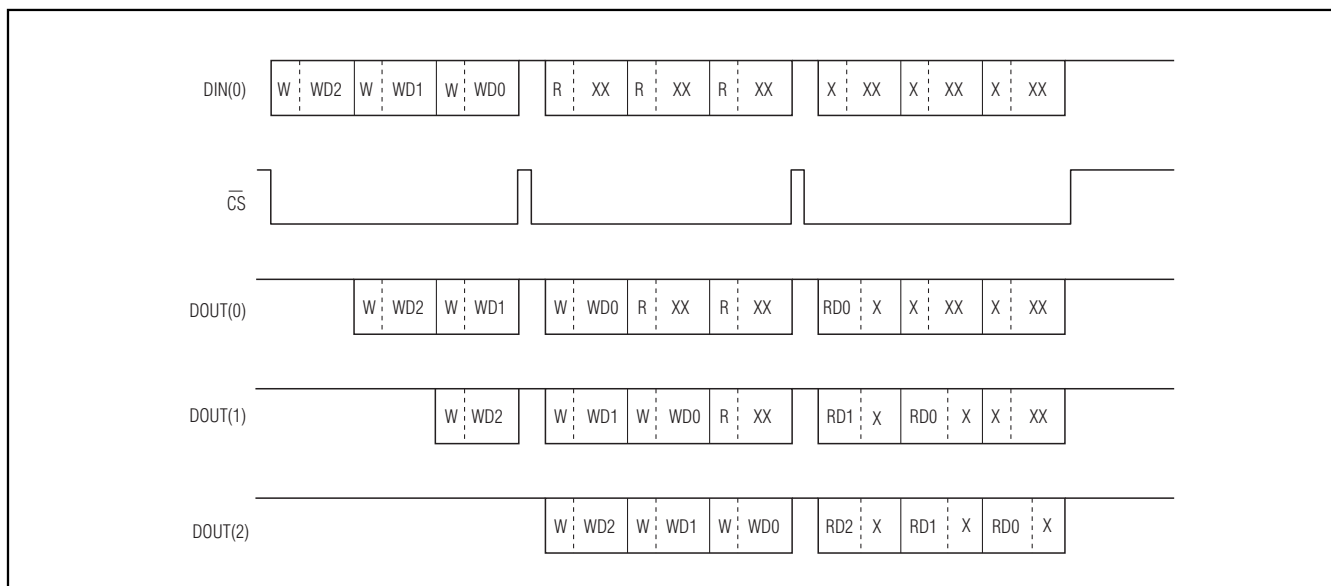 DIN(0) W WD2 W WD1 W WD0 R XX R XX R XX X XX X XX X XX
CS
DOUT(0) W WD2 W WD1 W WD0 R XX R XX RD0 X X XX X XX
DOUT(1) W WD2 W WD1 W WD0 R XX RD1 X RD0 X X XX
DOUT(2) W WD2 W WD1 W WD0 RD2 X RD1 X RD0 X